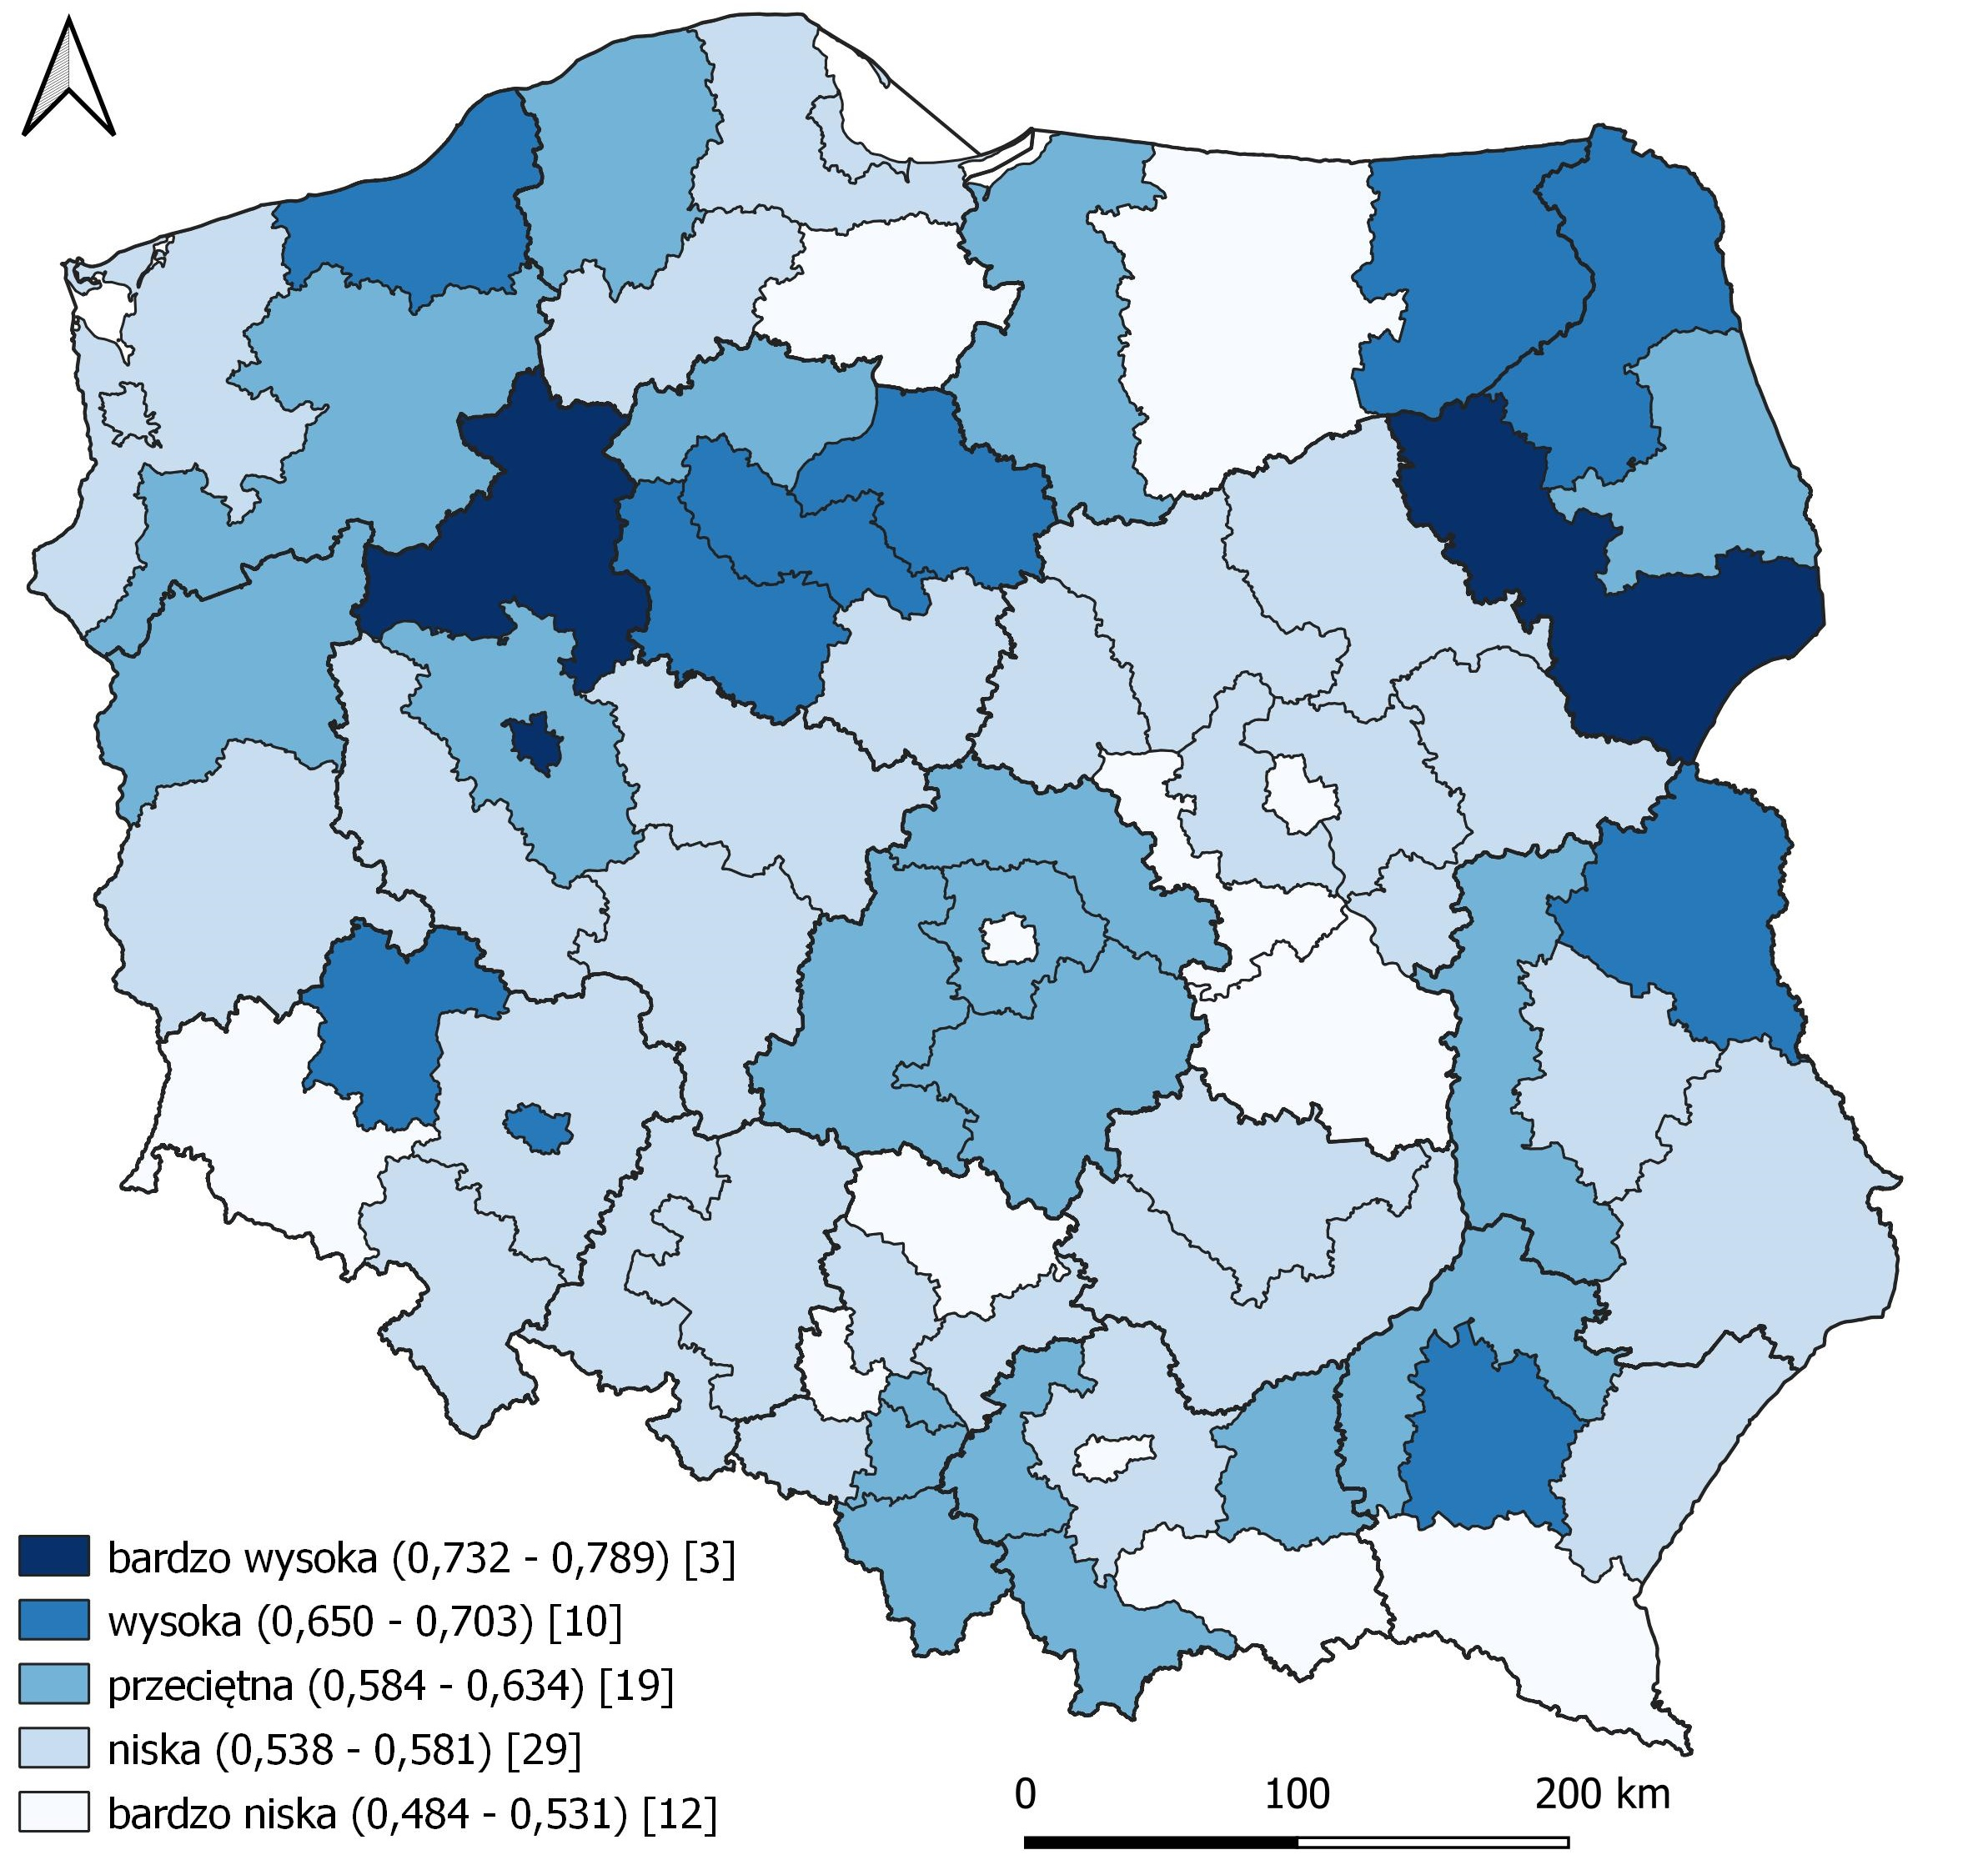 bardzo wysoka (0,732 - 0,789) [3]
wysoka (0,650 - 0,703) [10]
przeciętna (0,584 - 0,634) [19]
niska (0,538 - 0,581) [29]
bardzo niska (0,484 - 0,531) [12]
0 100 200 km